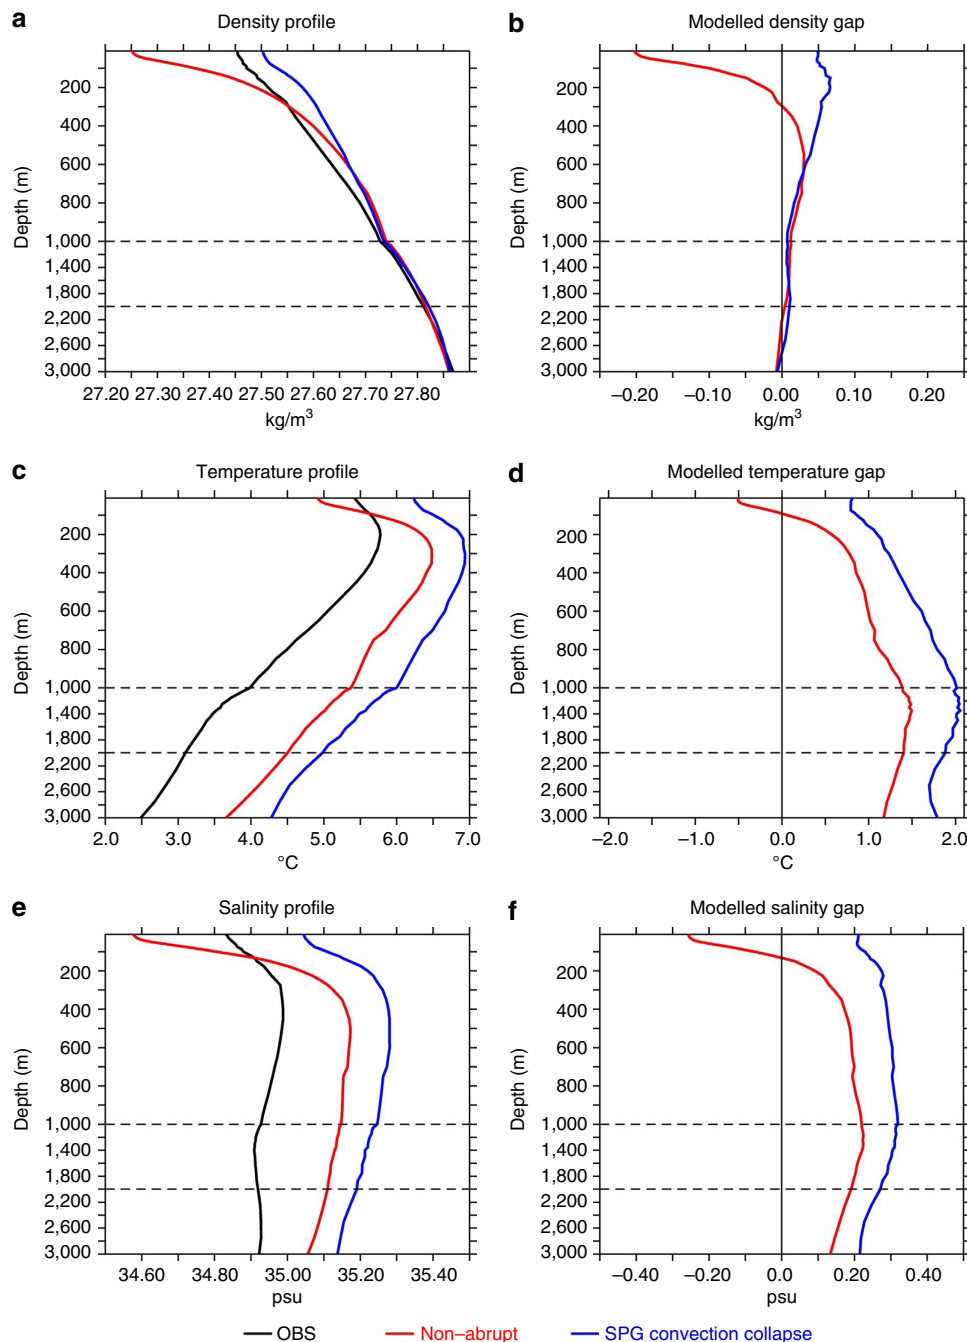 a Density profile
b Modelled density gap
Depth (m)
200
400
600
800
1,000
1,400
1,800
2,200
2,600
3,000
27.20 27.30 27.40 27.50 27.60 27.70 27.80
kg/m³
Depth (m)
200
400
600
800
1,000
1,400
1,800
2,200
2,600
3,000
−0.20 −0.10 0.00 0.10 0.20
kg/m³
c Temperature profile
d Modelled temperature gap
Depth (m)
200
400
600
800
1,000
1,400
1,800
2,200
2,600
3,000
2.0 3.0 4.0 5.0 6.0 7.0
°C
Depth (m)
200
400
600
800
1,000
1,400
1,800
2,200
2,600
3,000
−2.0 −1.0 0.0 1.0 2.0
°C
e Salinity profile
f Modelled salinity gap
Depth (m)
200
400
600
800
1,000
1,400
1,800
2,200
2,600
3,000
34.60 34.80 35.00 35.20 35.40
psu
Depth (m)
200
400
600
800
1,000
1,400
1,800
2,200
2,600
3,000
−0.40 −0.20 0.0 0.20 0.40
psu
OBS Non–abrupt SPG convection collapse